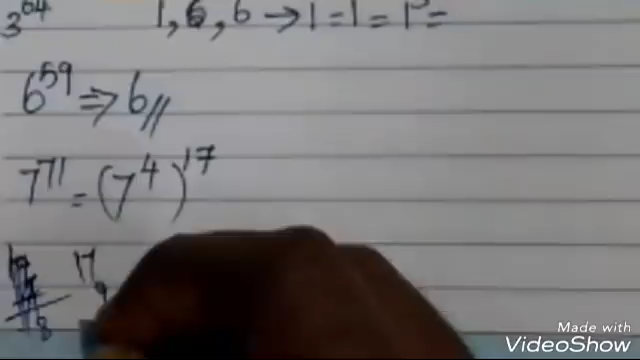 3^64 1, 6, 6 → 1 = 1 = 1^5 =
6^59 ⇒ 6//
7^71 = (7^4)^17
17
Made with
VideoShow